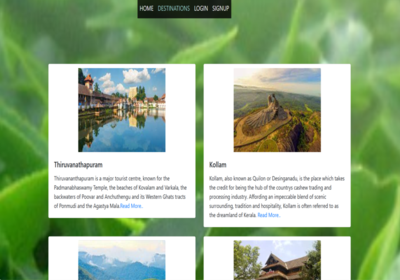 HOME DESTINATIONS LOGIN SIGNUP
Thiruvanathapuram
Thiruvananthapuram is a major tourist centre, known for the
Padmanabhaswamy Temple, the beaches of Kovalam and Varkala, the
backwaters of Poovar and Anchuthengu and its Western Ghats tracts
of Ponmudi and the Agastya Mala.Read More..
Kollam
Kollam, also known as Quilon or Desinganadu, is the place which takes
the credit for being the hub of the countrys cashew trading and
processing industry. Affording an impeccable blend of scenic
surrounding, tradition and hospitality, Kollam is often referred to as
the dreamland of Kerala. Read More..